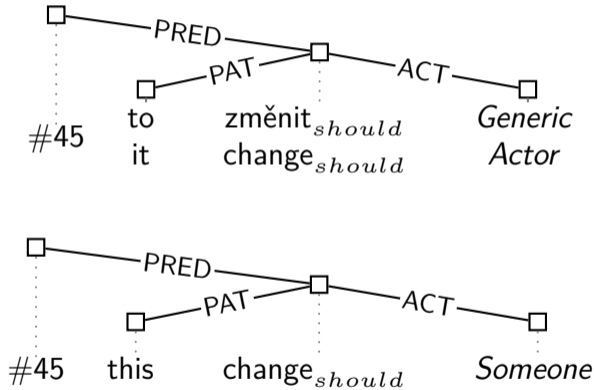 PRED
PAT ACT
to změnit_should Generic
#45
it change_should Actor
PRED
PAT ACT
#45 this change_should Someone